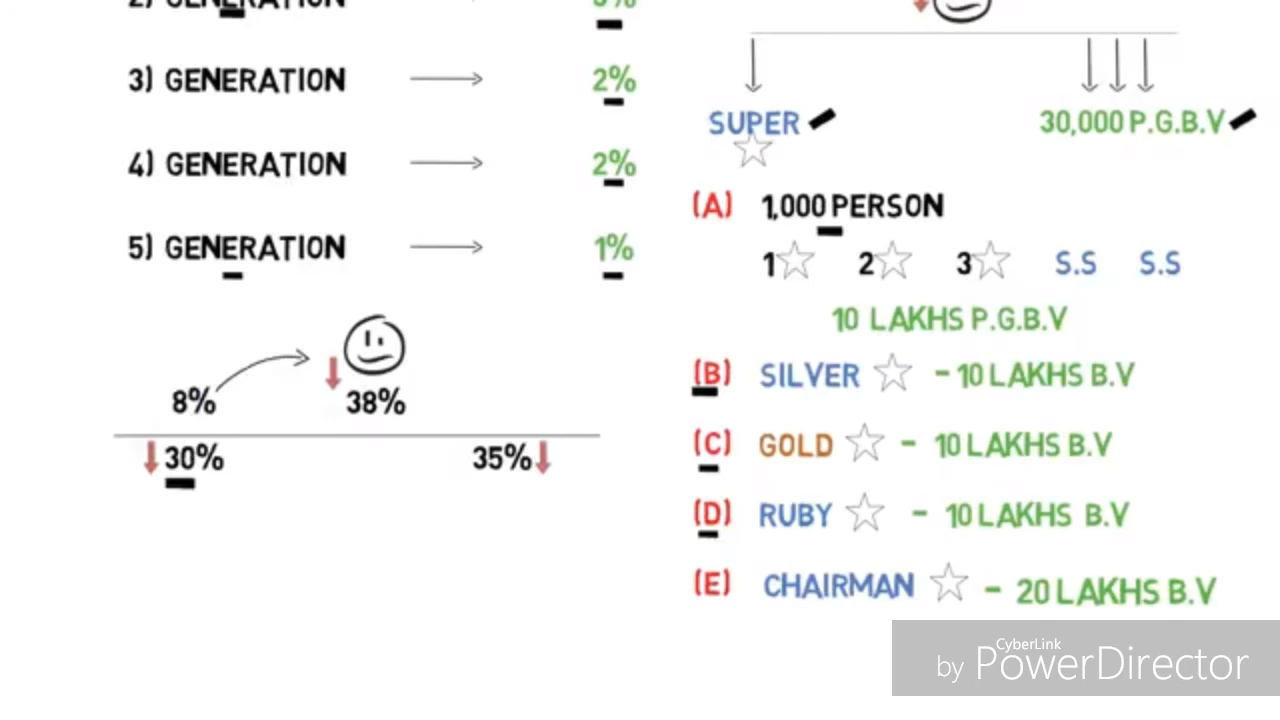 2) GENERATION
3) GENERATION 2%
4) GENERATION 2%
5) GENERATION 1%
8% 38%
30% 35%
SUPER 30,000 P.G.B.V
(A) 1,000 PERSON
1 2 3 S.S S.S
10 LAKHS P.G.B.V
(B) SILVER - 10 LAKHS B.V
(C) GOLD - 10 LAKHS B.V
(D) RUBY - 10 LAKHS B.V
(E) CHAIRMAN - 20 LAKHS B.V
CyberLink
by PowerDirector